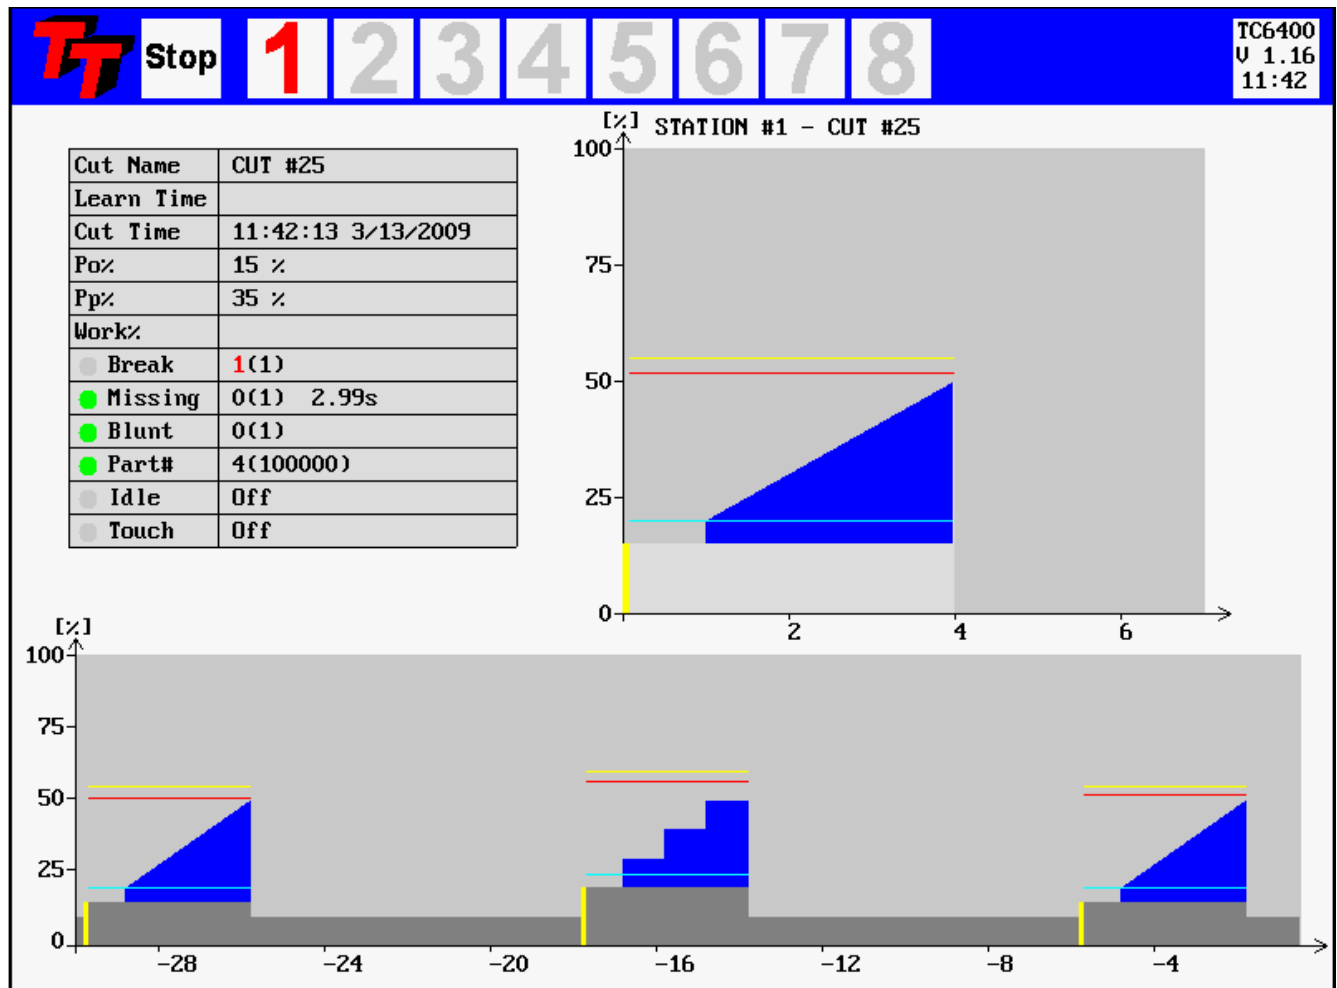 TT Stop 1 2 3 4 5 6 7 8
TC6400
V 1.16
11:42
Cut Name CUT #25
Learn Time
Cut Time 11:42:13 3/13/2009
Po% 15 %
Pp% 35 %
Work%
Break 1(1)
Missing 0(1) 2.99s
Blunt 0(1)
Part# 4(100000)
Idle Off
Touch Off
[%] STATION #1 - CUT #25
100
75
50
25
0
2 4 6
[%]
100
75
50
25
0
-28 -24 -20 -16 -12 -8 -4